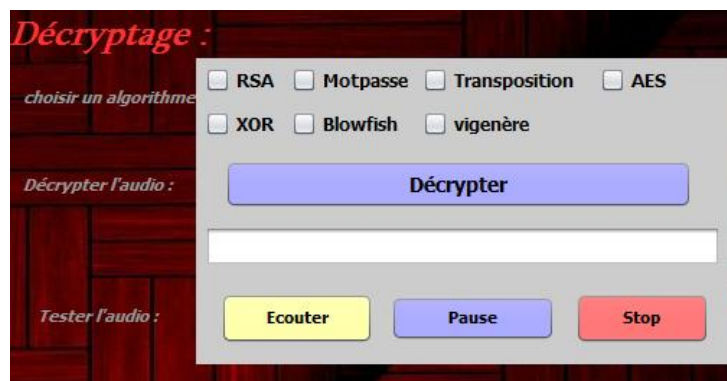 Décryptage :
RSA Motpasse Transposition AES
choisir un algorithme
XOR Blowfish vigenère
Décrypter l'audio : Décrypter
Tester l'audio : Ecouter Pause Stop